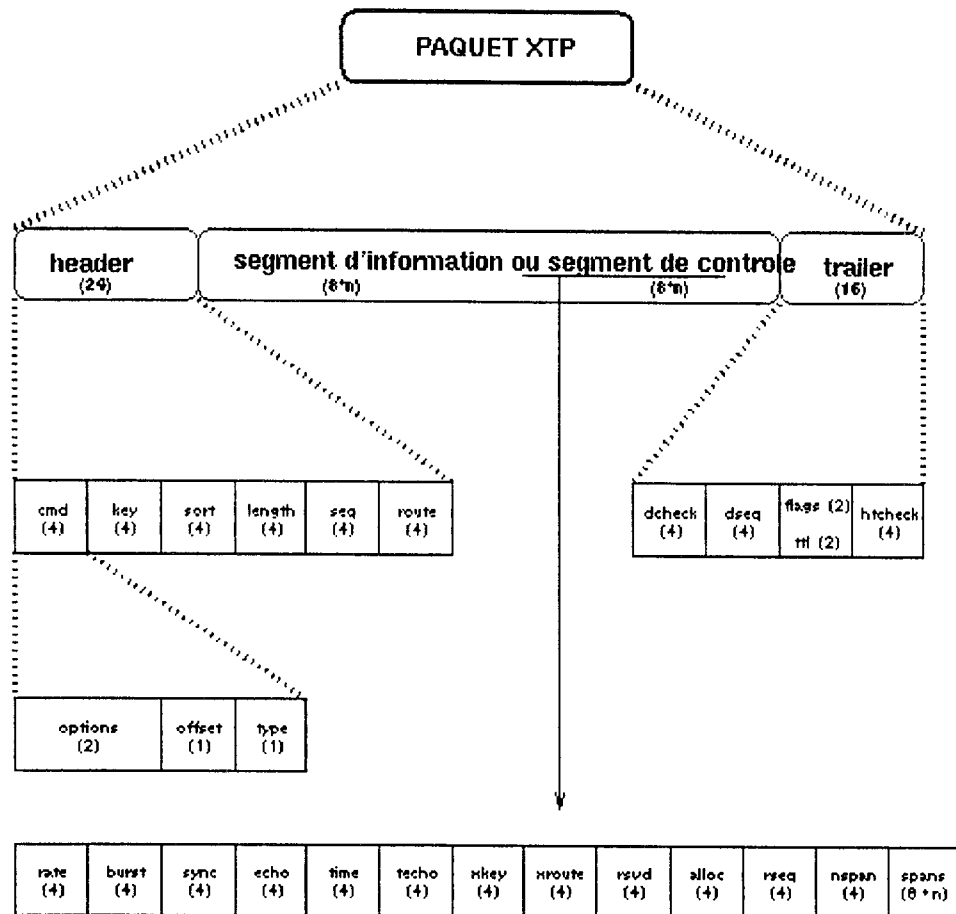 PAQUET XTP
header segment d'information ou segment de controle trailer
(24) (8*n) (8*n) (16)
cmd key sort length seq route
(4) (4) (4) (4) (4) (4)
dcheck dseq flags (2) htcheck
(4) (4) ttl (2) (4)
options offset type
(2) (1) (1)
rate burst sync echo time techo xkey xroute rsvd alloc rseq nspan spans
(4) (4) (4) (4) (4) (4) (4) (4) (4) (4) (4) (4) (8*n)